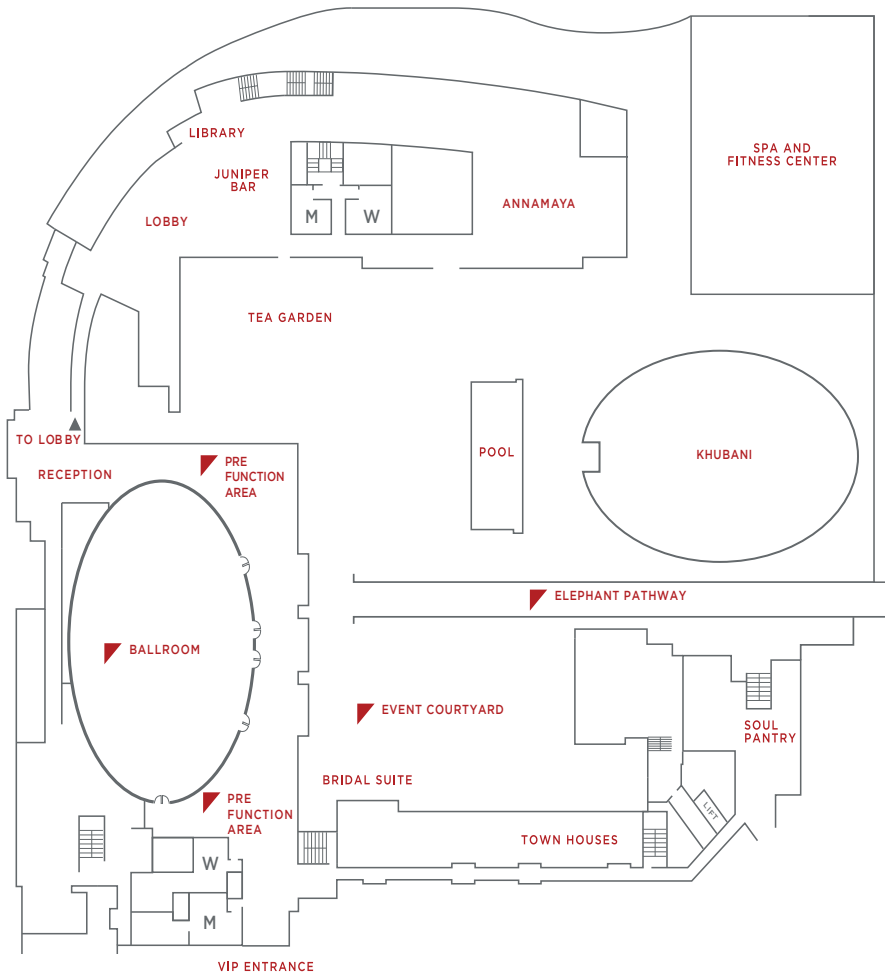 LIBRARY
SPA AND
FITNESS CENTER
JUNIPER
BAR
ANNAMAYA
M
W
LOBBY
TEA GARDEN
TO LOBBY
RECEPTION
PRE
FUNCTION
AREA
POOL
KHUBANI
ELEPHANT PATHWAY
BALLROOM
EVENT COURTYARD
SOUL
PANTRY
BRIDAL SUITE
PRE
FUNCTION
AREA
LIFT
TOWN HOUSES
W
M
VIP ENTRANCE